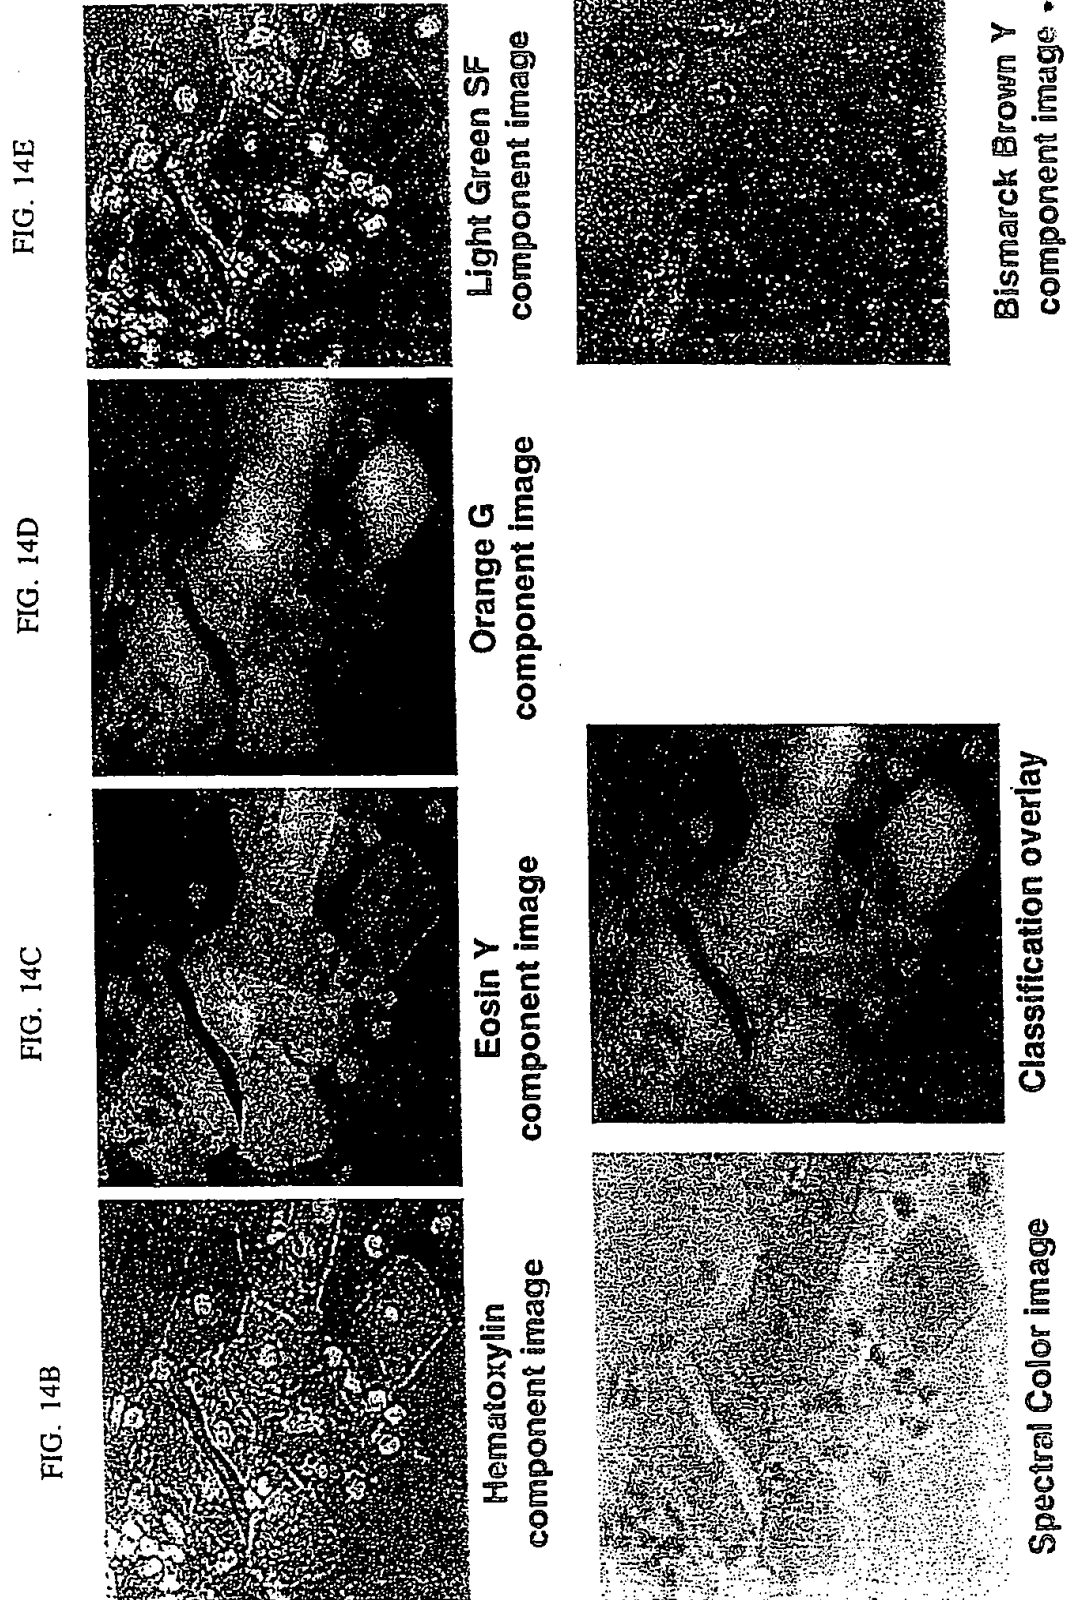 FIG. 14B
FIG. 14C
FIG. 14D
FIG. 14E
Hematoxylin
component image
Eosin Y
component image
Orange G
component image
Light Green SF
component image
Spectral Color image
Classification overlay
Bismarck Brown Y
component image